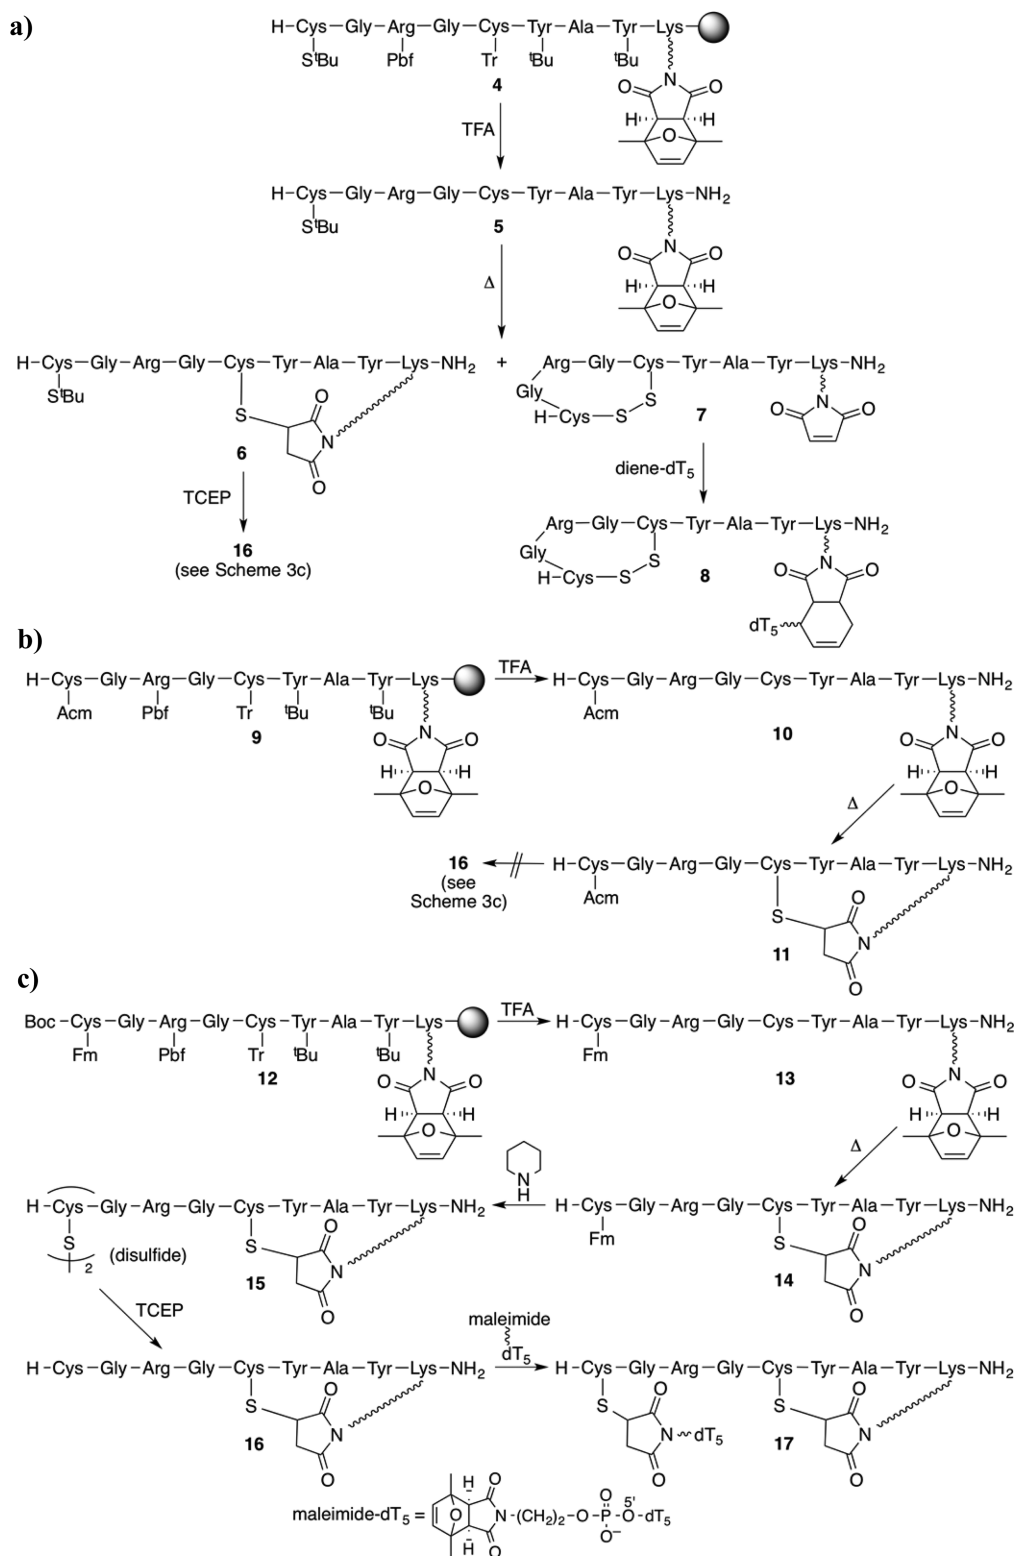 a)
H–Cys–Gly–Arg–Gly–Cys–Tyr–Ala–Tyr–Lys
StBu Pbf Tr tBu tBu
4
N
O O
H H
O
TFA
H–Cys–Gly–Arg–Gly–Cys–Tyr–Ala–Tyr–Lys–NH2
StBu
5
N
O O
H H
O
Δ
H–Cys–Gly–Arg–Gly–Cys–Tyr–Ala–Tyr–Lys–NH2
StBu
S
O
N
O
6
+
Arg–Gly–Cys–Tyr–Ala–Tyr–Lys–NH2
Gly
H–Cys–S–S
7
N
O O
TCEP
16
(see Scheme 3c)
diene-dT5
Arg–Gly–Cys–Tyr–Ala–Tyr–Lys–NH2
Gly
H–Cys–S–S
8
N
O O
dT5
b)
H–Cys–Gly–Arg–Gly–Cys–Tyr–Ala–Tyr–Lys
Acm Pbf Tr tBu tBu
9
N
O O
H H
O
TFA
H–Cys–Gly–Arg–Gly–Cys–Tyr–Ala–Tyr–Lys–NH2
Acm
10
N
O O
H H
O
Δ
16
(see
Scheme 3c)
H–Cys–Gly–Arg–Gly–Cys–Tyr–Ala–Tyr–Lys–NH2
Acm
S
O
N
O
11
c)
Boc–Cys–Gly–Arg–Gly–Cys–Tyr–Ala–Tyr–Lys
Fm Pbf Tr tBu tBu
12
N
O O
H H
O
TFA
H–Cys–Gly–Arg–Gly–Cys–Tyr–Ala–Tyr–Lys–NH2
Fm
13
N
O O
H H
O
Δ
N
H
H–Cys–Gly–Arg–Gly–Cys–Tyr–Ala–Tyr–Lys–NH2
S
2
(disulfide)
S
O
N
O
15
H–Cys–Gly–Arg–Gly–Cys–Tyr–Ala–Tyr–Lys–NH2
Fm
S
O
N
O
14
TCEP
H–Cys–Gly–Arg–Gly–Cys–Tyr–Ala–Tyr–Lys–NH2
S
O
N
O
16
maleimide
dT5
H–Cys–Gly–Arg–Gly–Cys–Tyr–Ala–Tyr–Lys–NH2
S
O
N–dT5
O
S
O
N
O
17
maleimide-dT5 =
H O
O N–(CH2)2–O–P–O–dT5
O 5'
O–
H O